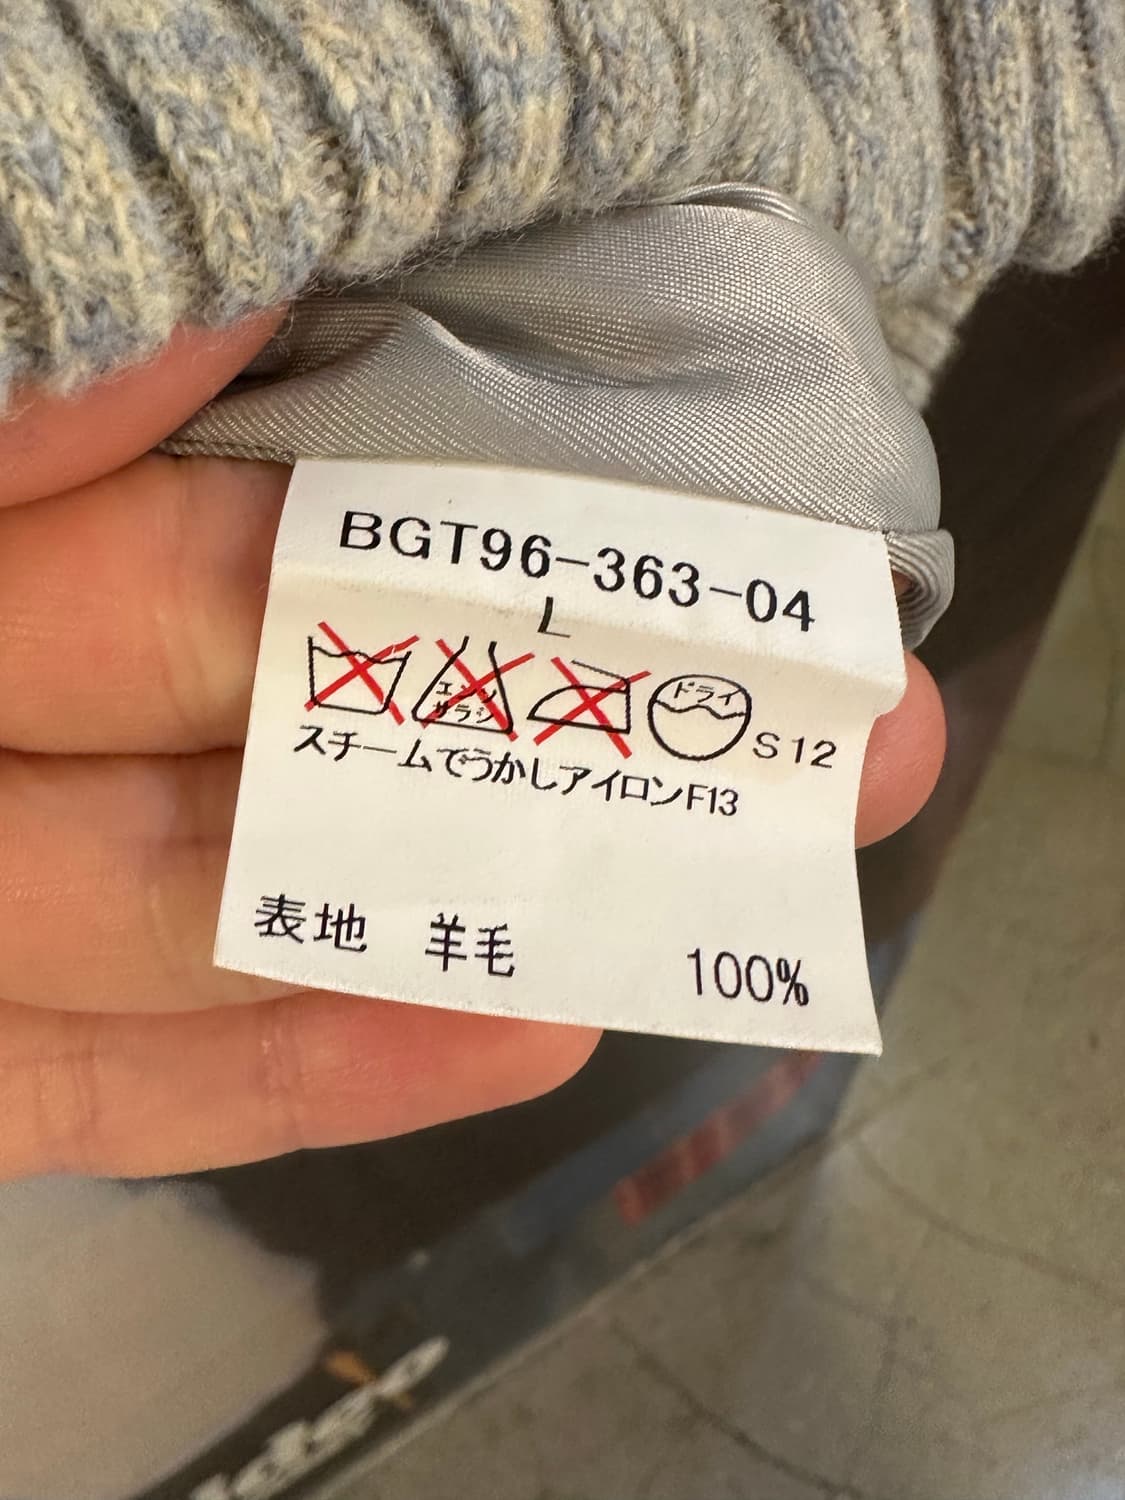 BGT96-363-04
L
エンソ
サラシ
ドライ
S12
スチームでうかしアイロンF13
表地 羊毛 100%